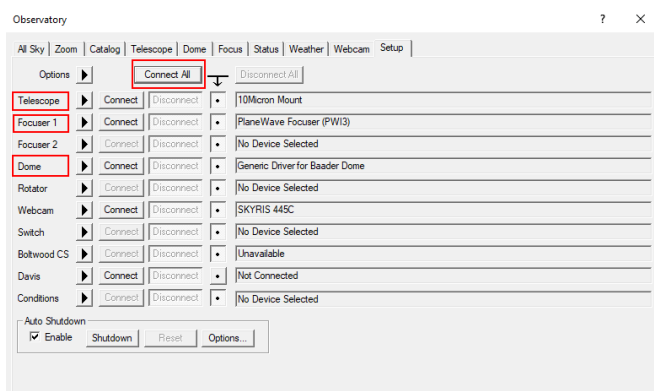 Observatory ? ×
All Sky Zoom Catalog Telescope Dome Focus Status Weather Webcam Setup
Options Connect All Disconnect All
Telescope Connect Disconnect 10Micron Mount
Focuser 1 Connect Disconnect PlaneWave Focuser (PWI3)
Focuser 2 Connect Disconnect No Device Selected
Dome Connect Disconnect Generic Driver for Baader Dome
Rotator Connect Disconnect No Device Selected
Webcam Connect Disconnect SKYRIS 445C
Switch Connect Disconnect No Device Selected
Boltwood CS Connect Disconnect Unavailable
Davis Connect Disconnect Not Connected
Conditions Connect Disconnect No Device Selected
Auto Shutdown
Enable Shutdown Reset Options...